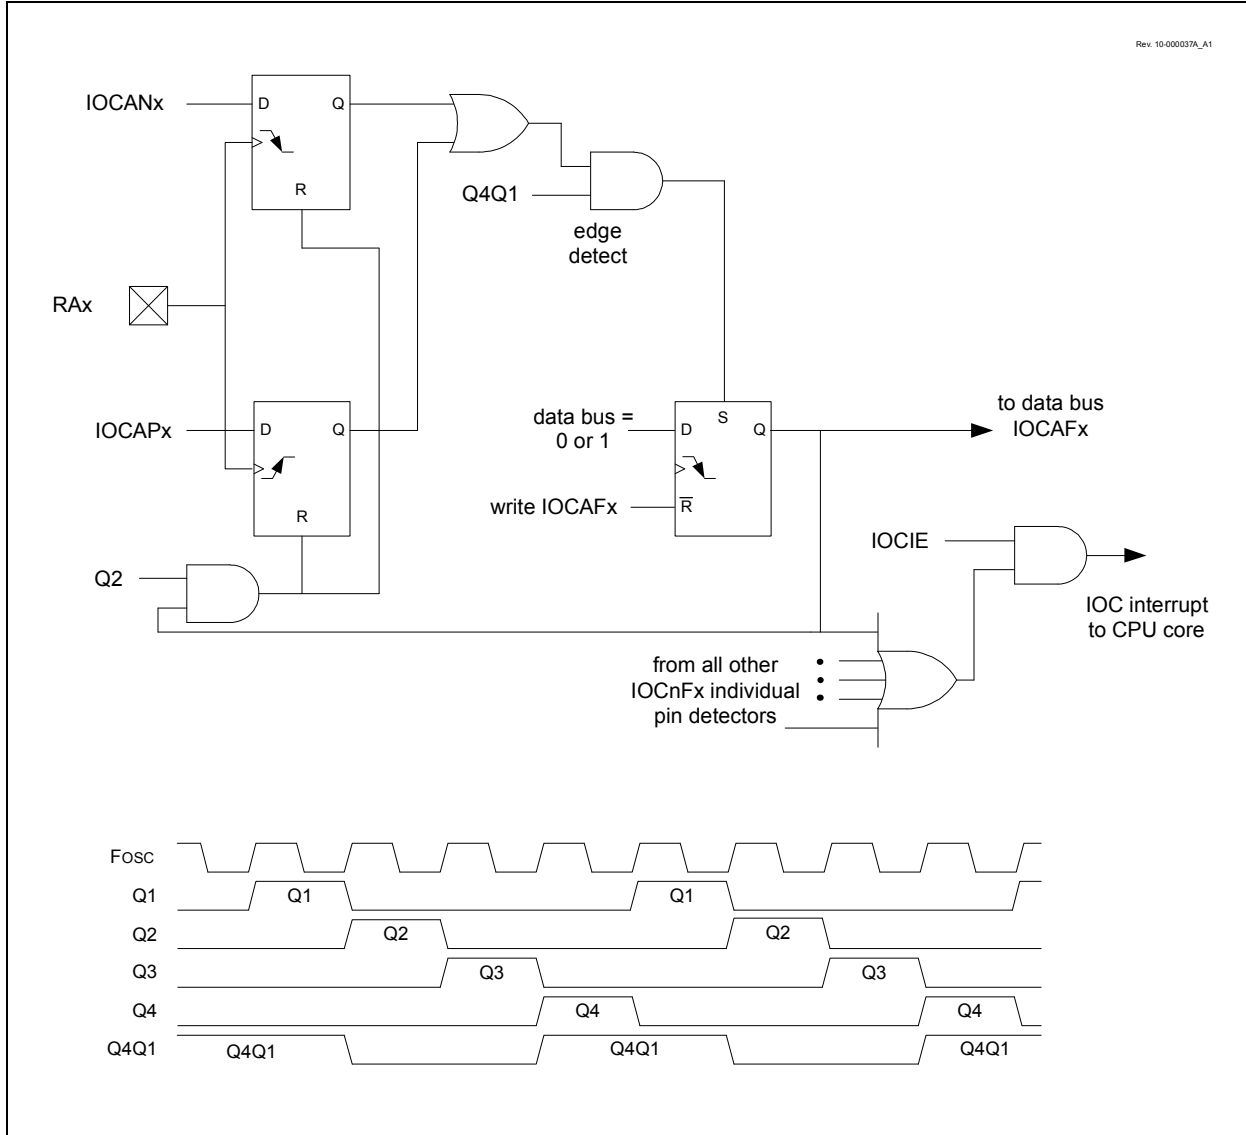 Rev. 10-000037A_A1
IOCANx
D
Q
R
Q4Q1
edge
detect
RAx
IOCAPx
D
Q
R
data bus =
0 or 1
S
D
Q
R
write IOCAFx
to data bus
IOCAFx
IOCIE
Q2
IOC interrupt
to CPU core
from all other
IOCnFx individual
pin detectors
FOSC
Q1
Q1
Q1
Q2
Q2
Q2
Q3
Q3
Q3
Q4
Q4
Q4
Q4Q1
Q4Q1
Q4Q1
Q4Q1